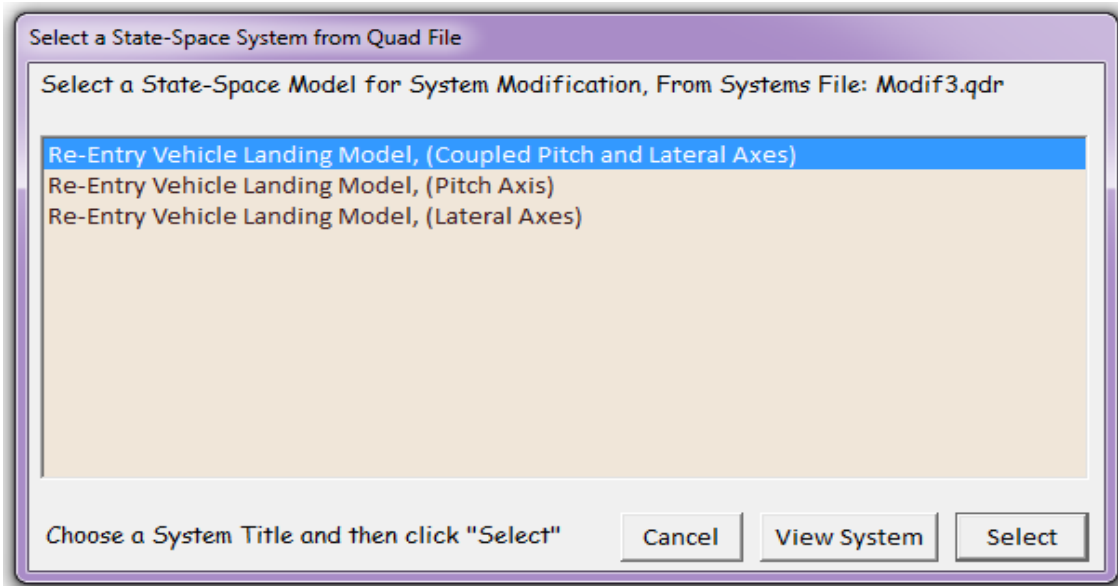 Select a State-Space System from Quad File
Select a State-Space Model for System Modification, From Systems File: Modif3.qdr
Re-Entry Vehicle Landing Model, (Coupled Pitch and Lateral Axes)
Re-Entry Vehicle Landing Model, (Pitch Axis)
Re-Entry Vehicle Landing Model, (Lateral Axes)
Choose a System Title and then click "Select" Cancel View System Select